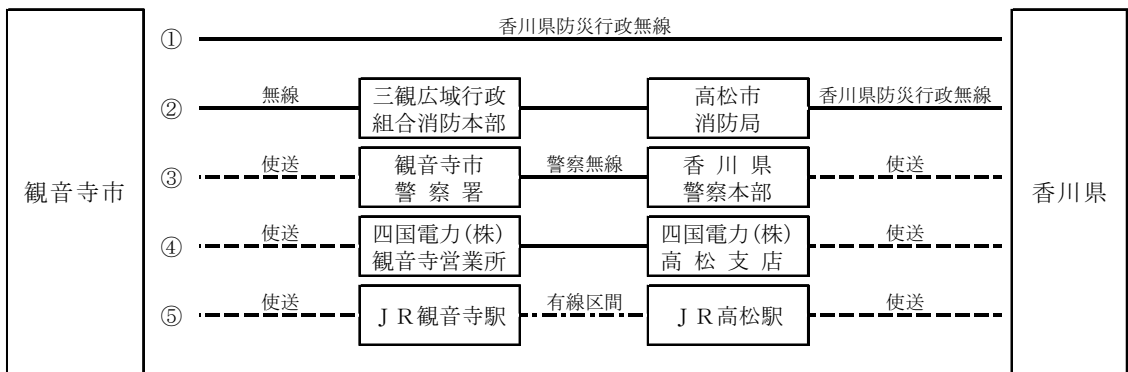 ① 香川県防災行政無線
② 無線 三観広域行政 高松市 香川県防災行政無線
組合消防本部 消防局
③ 使送 観音寺市 警察無線 香川県 使送
警察署 警察本部
観音寺市 香川県
④ 使送 四国電力(株) 四国電力(株) 使送
観音寺営業所 高松支店
⑤ 使送 ＪＲ観音寺駅 有線区間 ＪＲ高松駅 使送